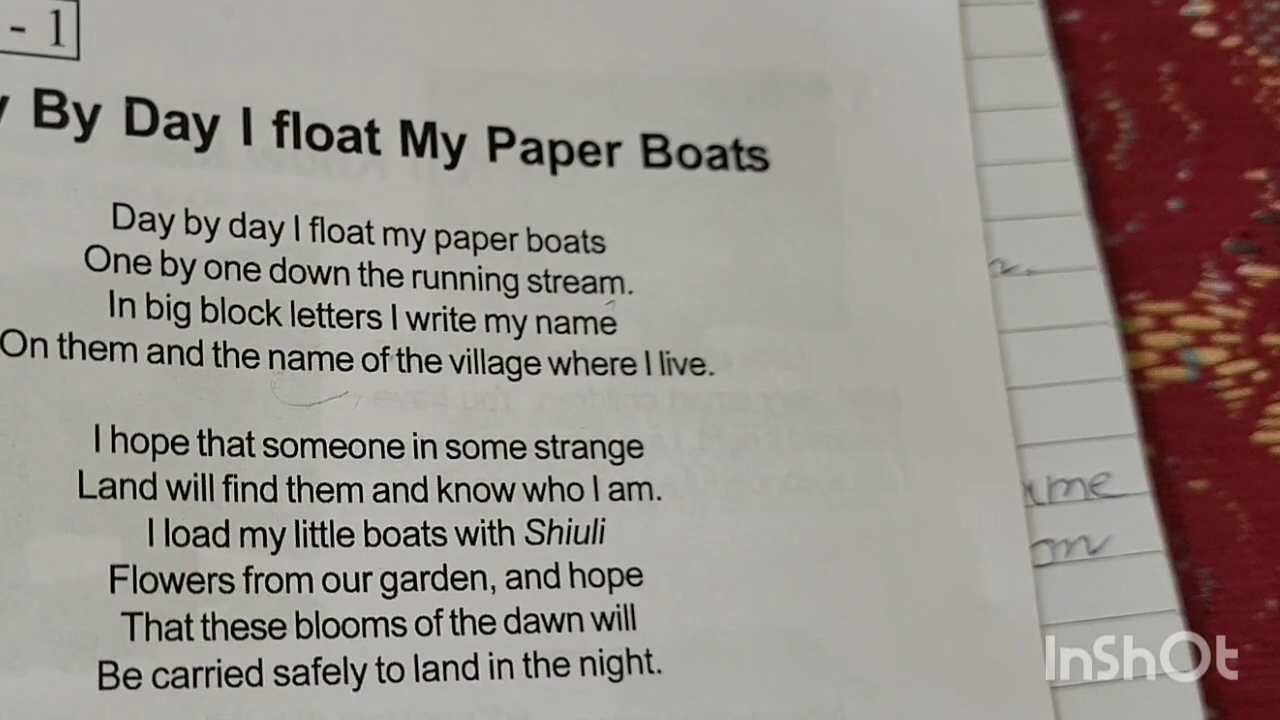 - 1
By Day I float My Paper Boats
Day by day I float my paper boats
One by one down the running stream.
In big block letters I write my name
On them and the name of the village where I live.
I hope that someone in some strange
Land will find them and know who I am.
I load my little boats with Shiuli
Flowers from our garden, and hope
That these blooms of the dawn will
Be carried safely to land in the night.
InShOt